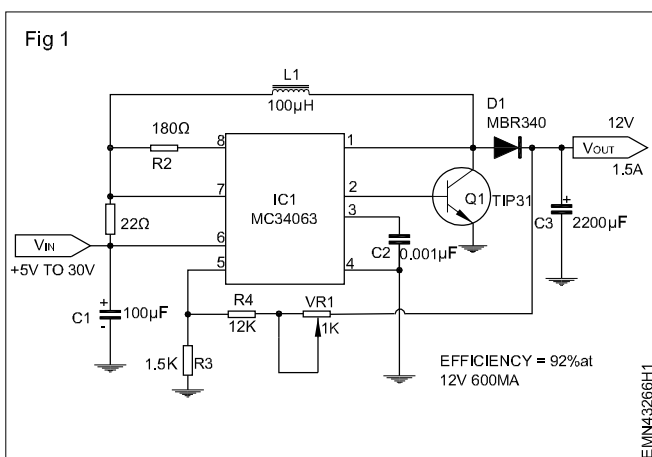 Fig 1
L1
100µH
D1
MBR340
12V
VOUT
1.5A
180Ω
R2
8
1
7
2
IC1
MC34063
3
6
5
4
Q1
TIP31
C3
2200µF
22Ω
VIN
+5V TO 30V
C2
0.001µF
+
+
-
C1
100µF
R4
12K
VR1
1K
1.5K
R3
EFFICIENCY = 92%at
12V 600MA
EMN43266H1